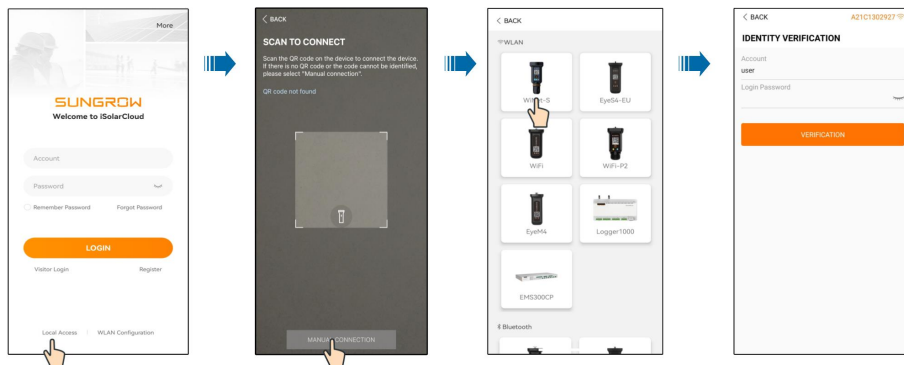 More
SUNGROW
Welcome to iSolarCloud
Account
Password
Remember Password Forgot Password
LOGIN
Visitor Login Register
Local Access WLAN Configuration
< BACK
SCAN TO CONNECT
Scan the QR code on the device to connect the device.
If there is no QR code or the code cannot be identified,
please select "Manual connection".
QR code not found
MANUAL CONNECTION
< BACK
WLAN
EyeS4-EU
WiFi WiFi-P2
EyeM4 Logger1000
EMS300CP
Bluetooth
< BACK A21C1302927
IDENTITY VERIFICATION
Account
user
Login Password
VERIFICATION